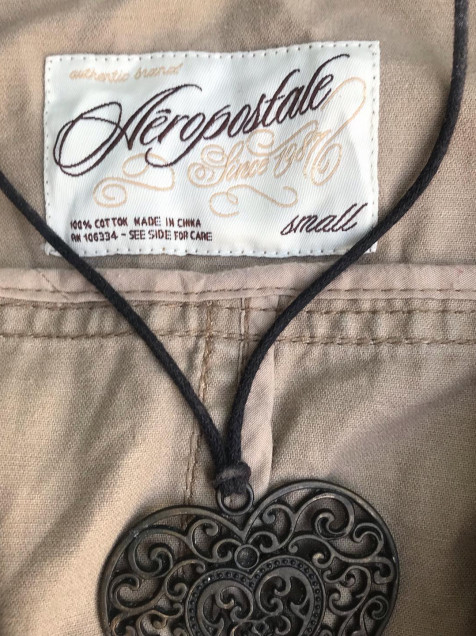 authentic brand
Aéropostale
Since 1987
small
100% COTTON MADE IN CHINA
RN 106334 - SEE SIDE FOR CARE